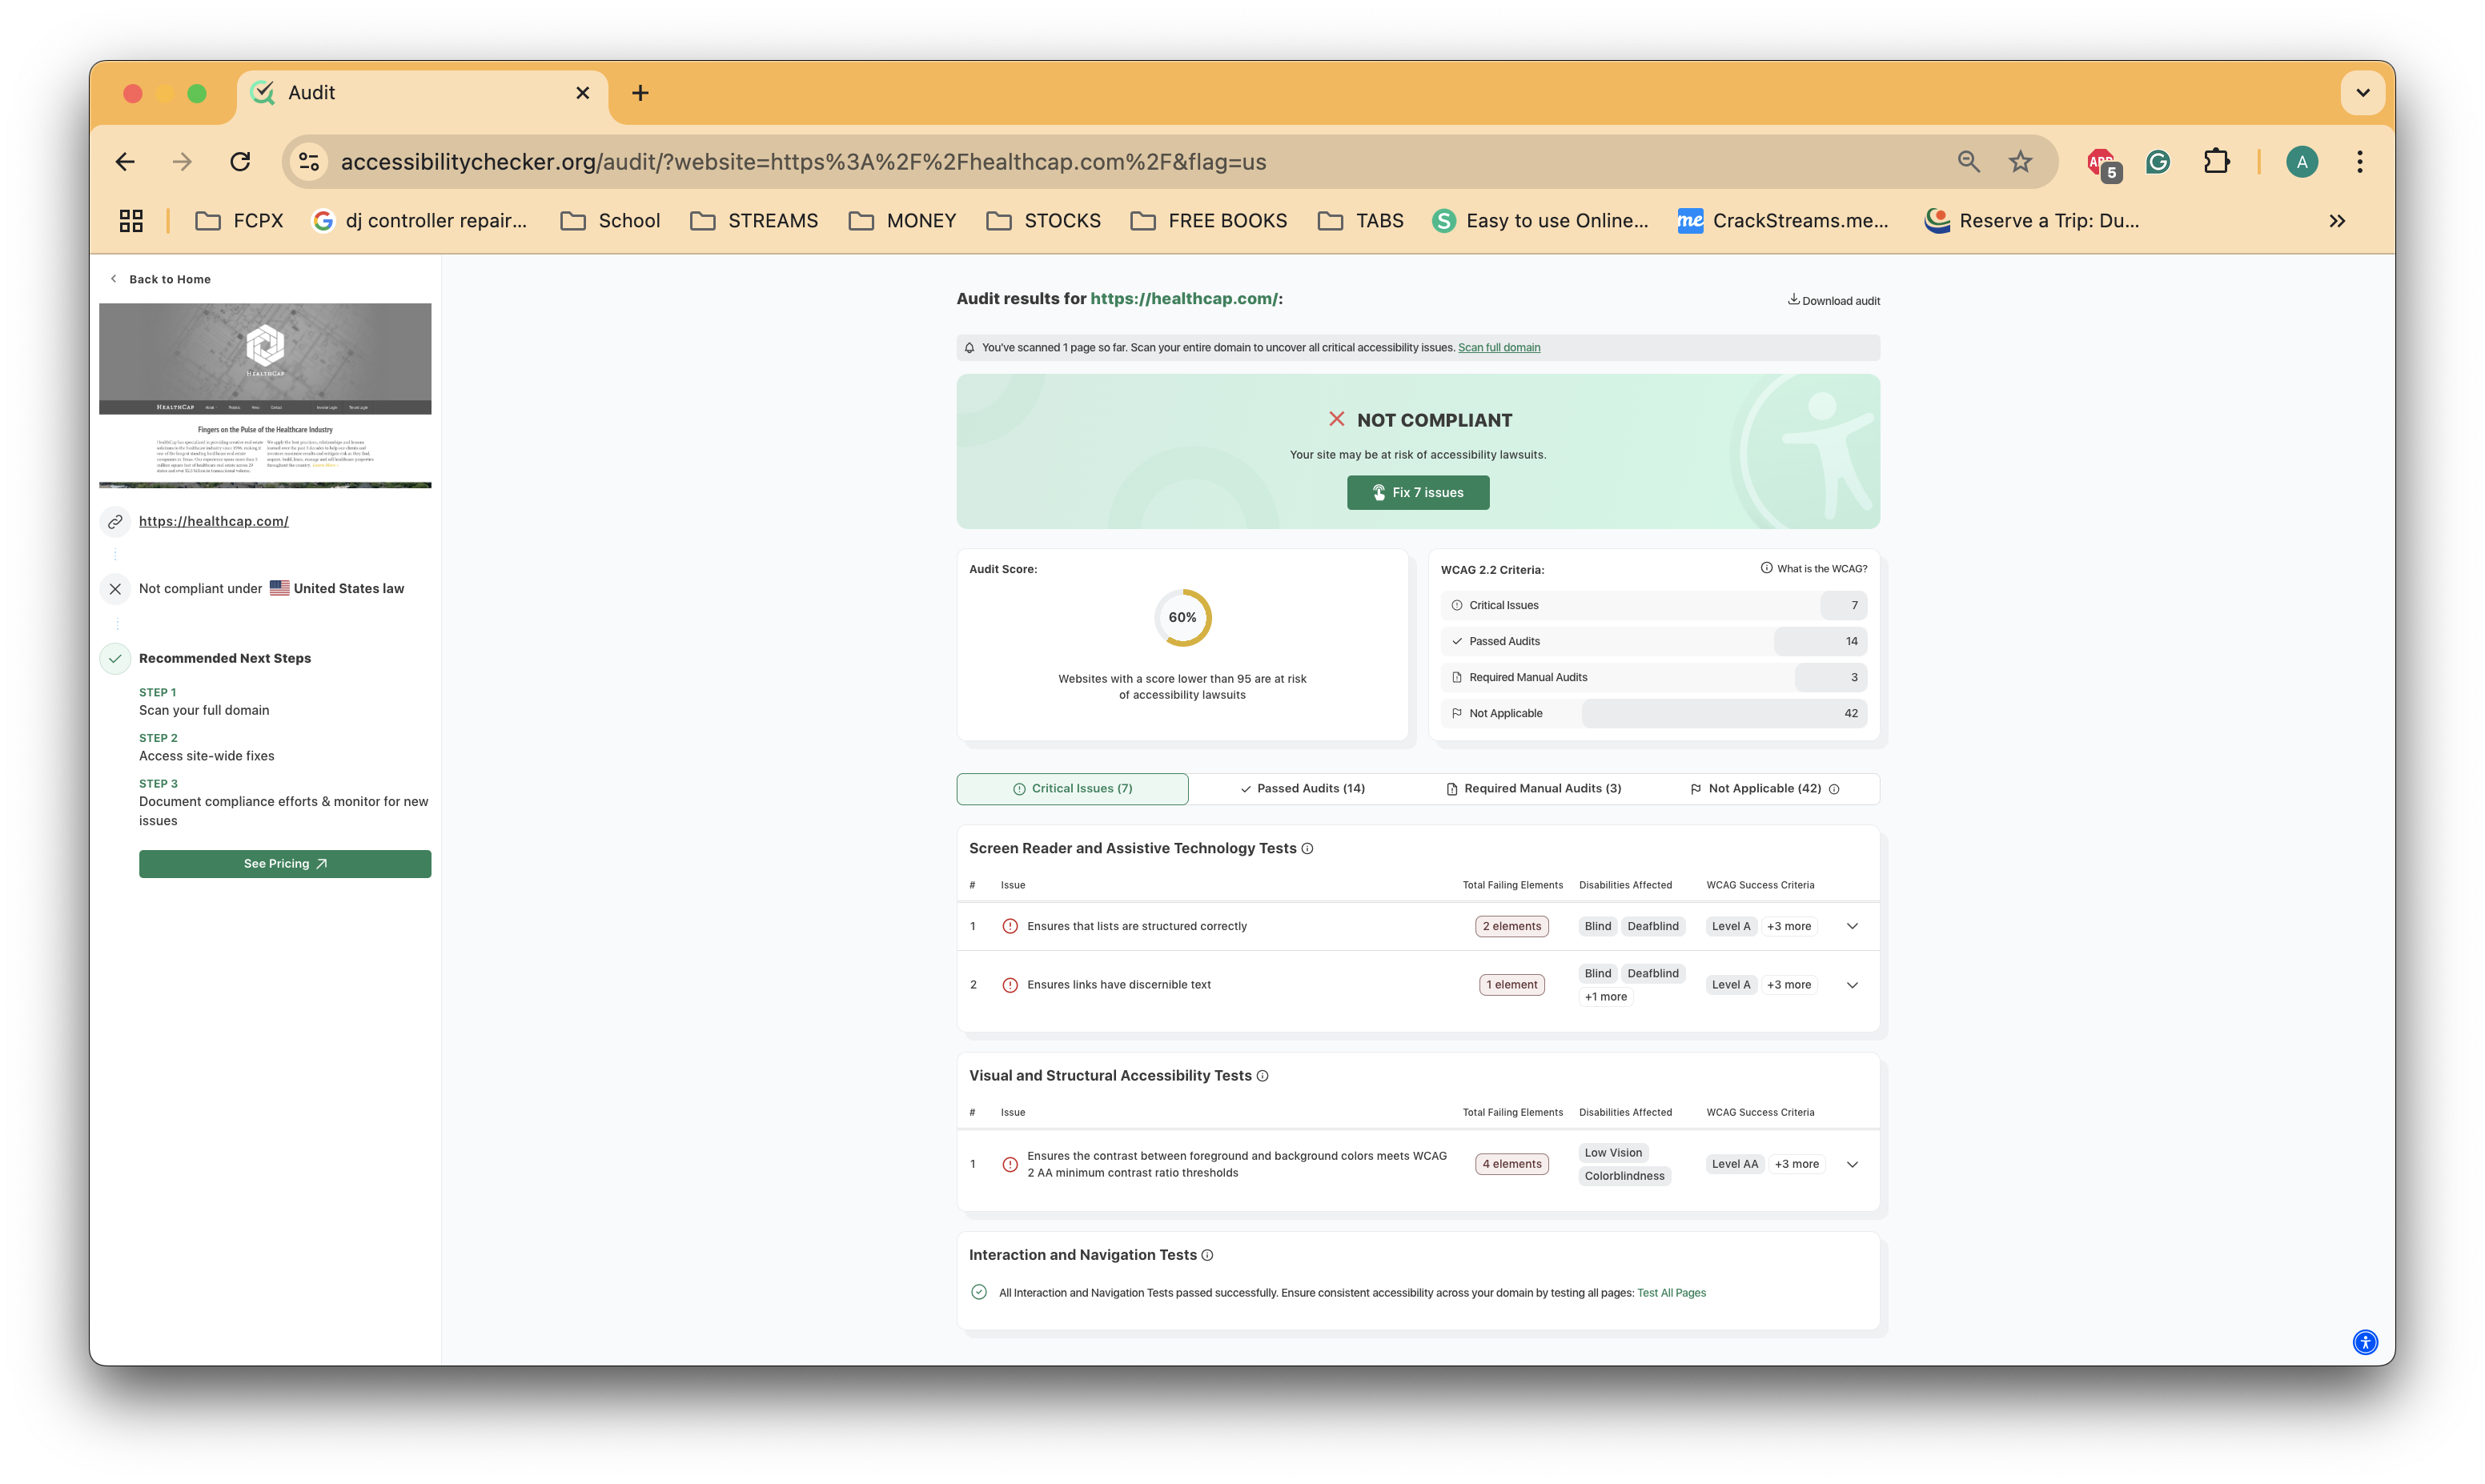 Audit
accessibilitychecker.org/audit/?website=https%3A%2F%2Fhealthcap.com%2F&flag=us
ABP
5
A
FCPX
dj controller repair...
School
STREAMS
MONEY
STOCKS
FREE BOOKS
TABS
S
Easy to use Online...
me
CrackStreams.me...
Reserve a Trip: Du...
Back to Home
HEALTHCAP
HEALTHCAP
Fingers on the Pulse of the Healthcare Industry
https://healthcap.com/
Not compliant under United States law
Recommended Next Steps
STEP 1
Scan your full domain
STEP 2
Access site-wide fixes
STEP 3
Document compliance efforts & monitor for new
issues
See Pricing
Audit results for https://healthcap.com/:
Download audit
You've scanned 1 page so far. Scan your entire domain to uncover all critical accessibility issues. Scan full domain
NOT COMPLIANT
Your site may be at risk of accessibility lawsuits.
Fix 7 issues
Audit Score:
60%
Websites with a score lower than 95 are at risk
of accessibility lawsuits
WCAG 2.2 Criteria:
What is the WCAG?
Critical Issues 7
Passed Audits 14
Required Manual Audits 3
Not Applicable 42
Critical Issues (7)
Passed Audits (14)
Required Manual Audits (3)
Not Applicable (42)
Screen Reader and Assistive Technology Tests
# Issue Total Failing Elements Disabilities Affected WCAG Success Criteria
1 Ensures that lists are structured correctly 2 elements Blind Deafblind Level A +3 more
2 Ensures links have discernible text 1 element Blind Deafblind +1 more Level A +3 more
Visual and Structural Accessibility Tests
# Issue Total Failing Elements Disabilities Affected WCAG Success Criteria
1 Ensures the contrast between foreground and background colors meets WCAG
2 AA minimum contrast ratio thresholds
4 elements
Low Vision
Colorblindness
Level AA +3 more
Interaction and Navigation Tests
All Interaction and Navigation Tests passed successfully. Ensure consistent accessibility across your domain by testing all pages: Test All Pages